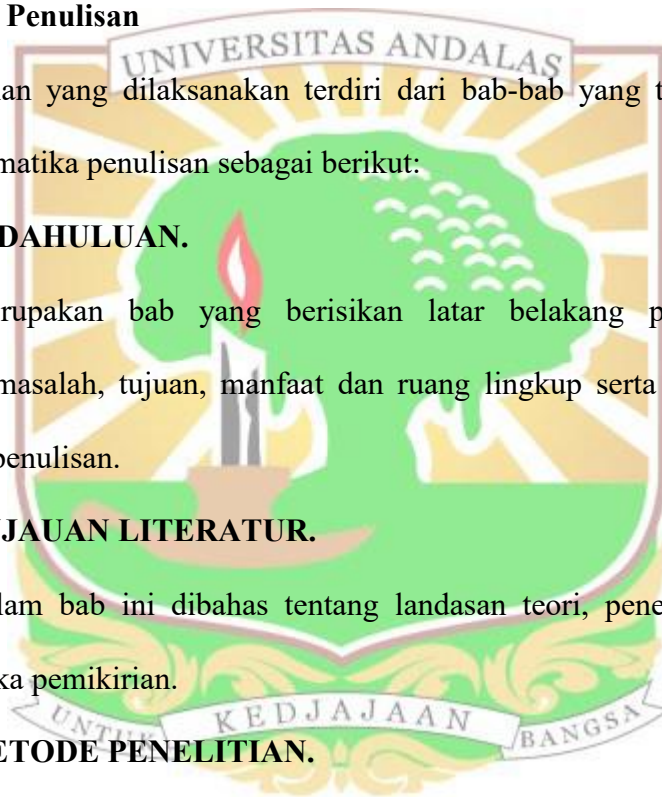 Penulisan
UNIVERSITAS ANDALAS
an yang dilaksanakan terdiri dari bab-bab yang t
matika penulisan sebagai berikut:
DAHULUAN.
rupakan bab yang berisikan latar belakang p
masalah, tujuan, manfaat dan ruang lingkup serta
penulisan.
JAUAN LITERATUR.
lam bab ini dibahas tentang landasan teori, pene
ka pemikirian.
UNTUK KEDJAJAAN BANGSA
ETODE PENELITIAN.